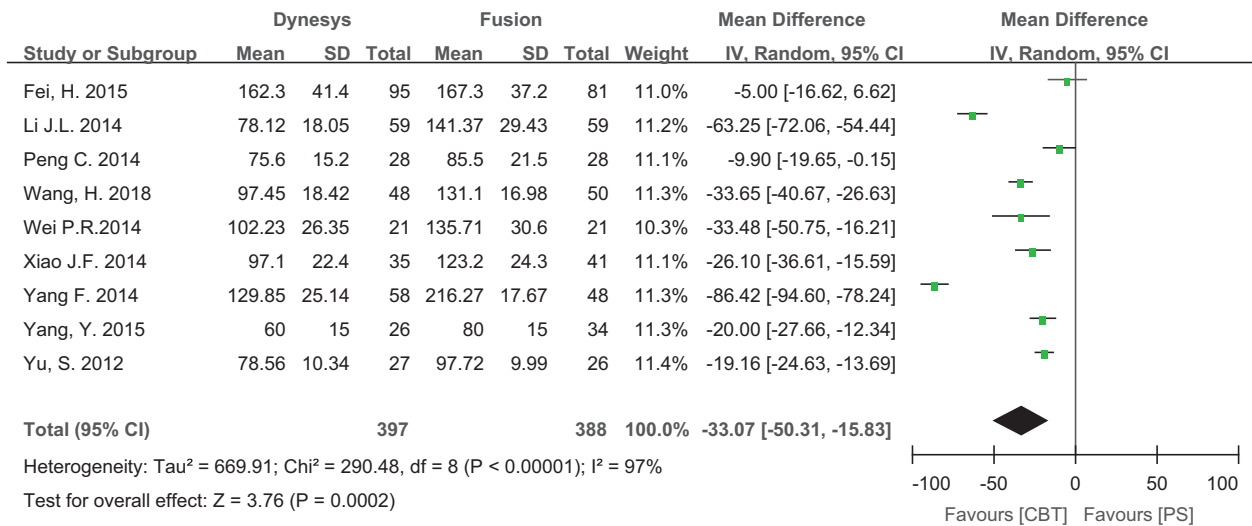 Dynesys Fusion Mean Difference Mean Difference
Study or Subgroup Mean SD Total Mean SD Total Weight IV, Random, 95% CI IV, Random, 95% CI
Fei, H. 2015 162.3 41.4 95 167.3 37.2 81 11.0% -5.00 [-16.62, 6.62]
Li J.L. 2014 78.12 18.05 59 141.37 29.43 59 11.2% -63.25 [-72.06, -54.44]
Peng C. 2014 75.6 15.2 28 85.5 21.5 28 11.1% -9.90 [-19.65, -0.15]
Wang, H. 2018 97.45 18.42 48 131.1 16.98 50 11.3% -33.65 [-40.67, -26.63]
Wei P.R.2014 102.23 26.35 21 135.71 30.6 21 10.3% -33.48 [-50.75, -16.21]
Xiao J.F. 2014 97.1 22.4 35 123.2 24.3 41 11.1% -26.10 [-36.61, -15.59]
Yang F. 2014 129.85 25.14 58 216.27 17.67 48 11.3% -86.42 [-94.60, -78.24]
Yang, Y. 2015 60 15 26 80 15 34 11.3% -20.00 [-27.66, -12.34]
Yu, S. 2012 78.56 10.34 27 97.72 9.99 26 11.4% -19.16 [-24.63, -13.69]
Total (95% CI) 397 388 100.0% -33.07 [-50.31, -15.83]
Heterogeneity: Tau² = 669.91; Chi² = 290.48, df = 8 (P < 0.00001); I² = 97%
Test for overall effect: Z = 3.76 (P = 0.0002)
-100 -50 0 50 100
Favours [CBT] Favours [PS]